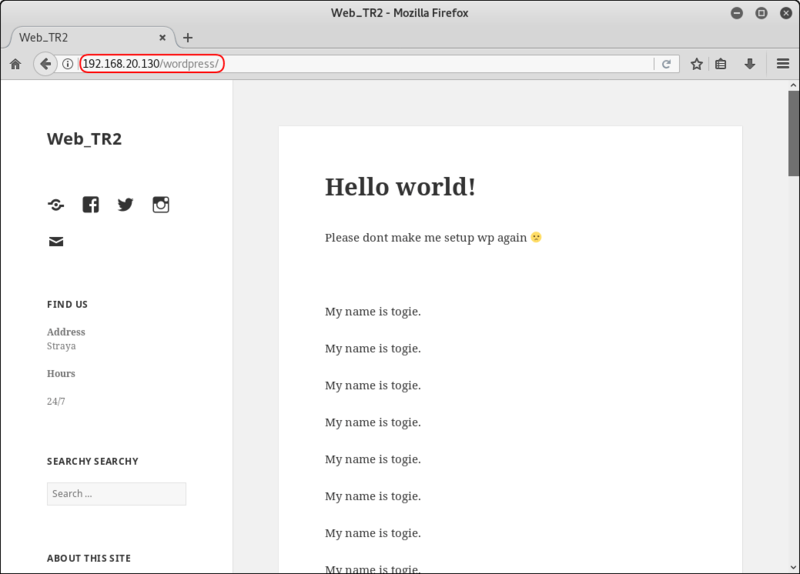 Web_TR2 - Mozilla Firefox
Web_TR2
192.168.20.130/wordpress/
Web_TR2
FIND US
Address
Straya
Hours
24/7
SEARCHY SEARCHY
Search ...
ABOUT THIS SITE
Hello world!
Please dont make me setup wp again
My name is togie.
My name is togie.
My name is togie.
My name is togie.
My name is togie.
My name is togie.
My name is togie.
My name is togie.